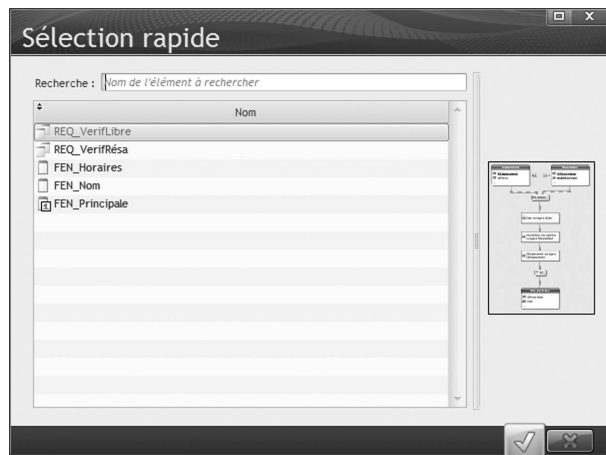 Sélection rapide
Recherche : Nom de l'élément à rechercher
Nom
REQ_VerifLibre
REQ_VerifRésa
FEN_Horaires
FEN_Nom
FEN_Principale